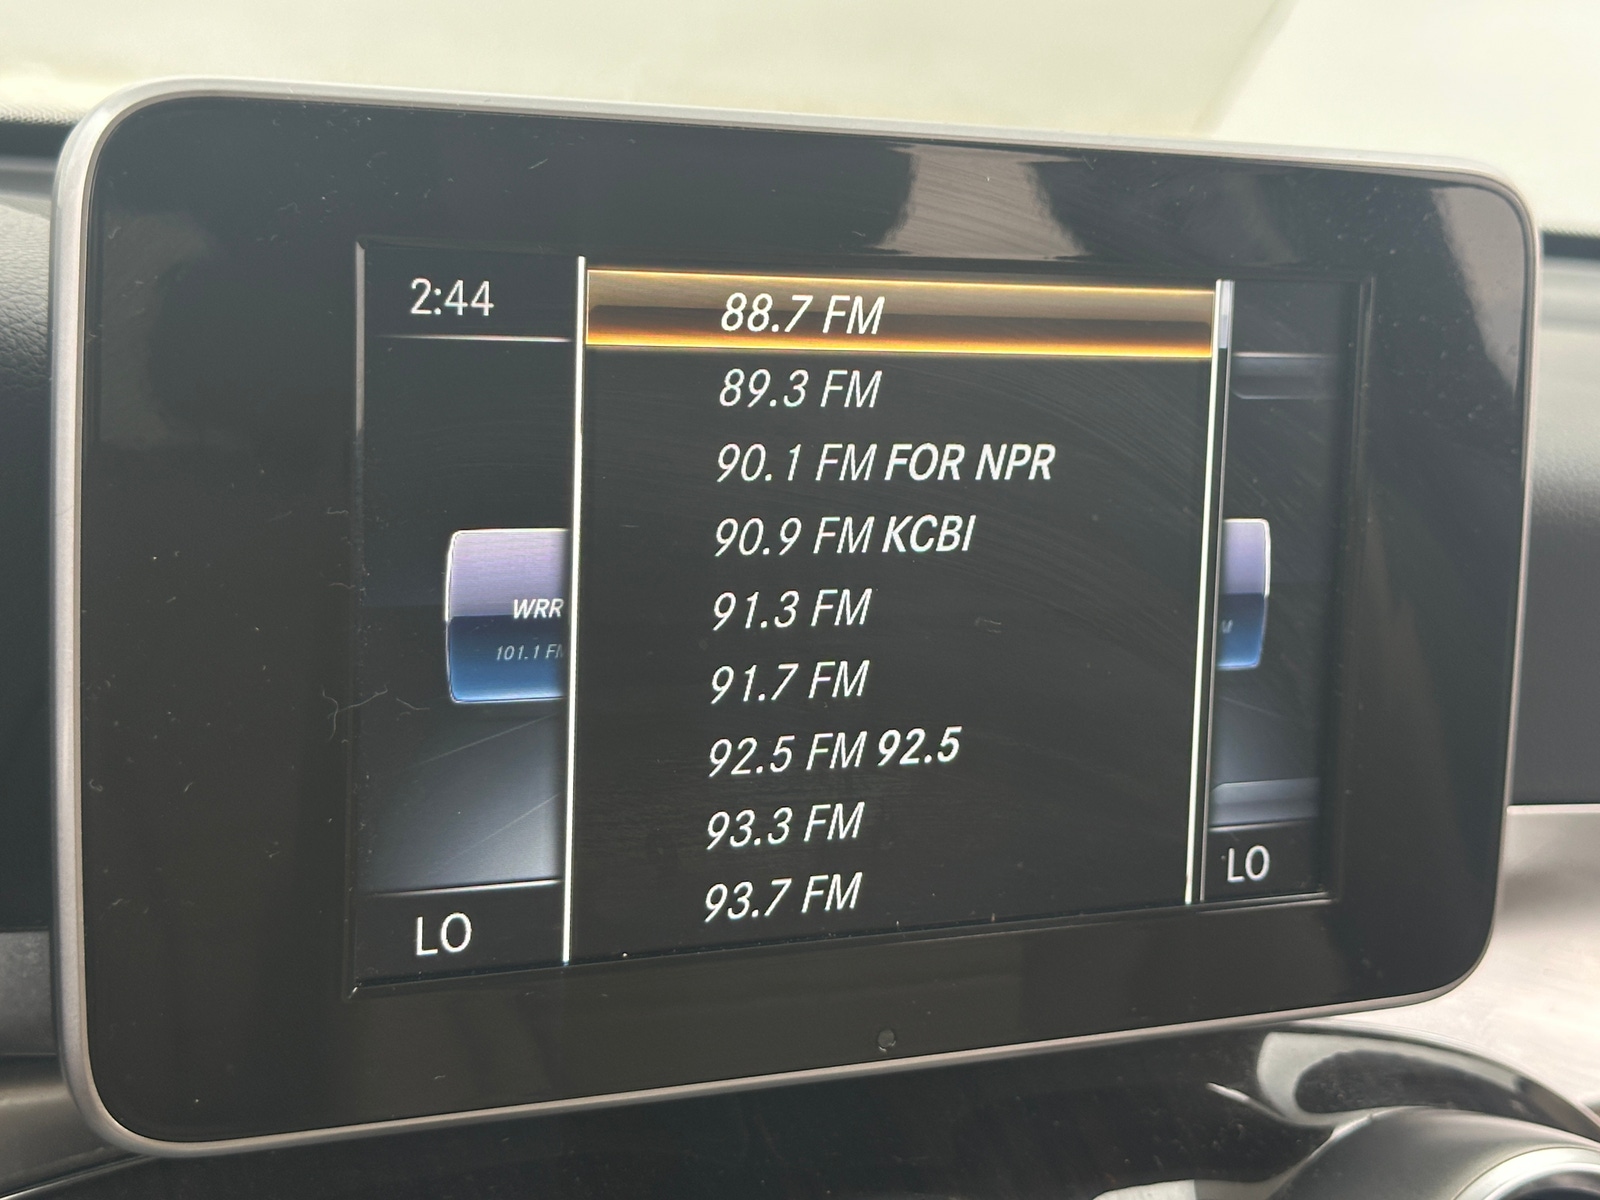 2:44
88.7 FM
89.3 FM
90.1 FM FOR NPR
90.9 FM KCBI
91.3 FM
91.7 FM
92.5 FM 92.5
93.3 FM
93.7 FM
WRR
101.1 FM
M
LO
LO